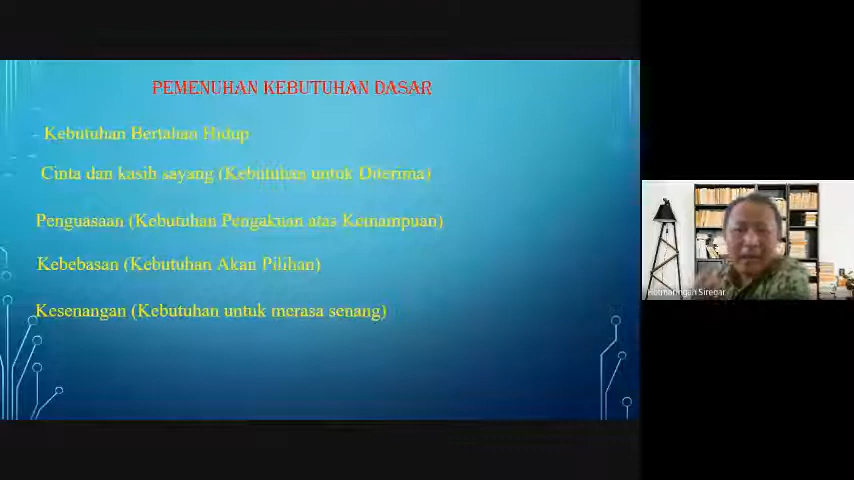 PEMENUHAN KEBUTUHAN DASAR
Kebutuhan Bertahan Hidup
Cinta dan kasih sayang (Kebutuhan untuk Diterima)
Penguasaan (Kebutuhan Pengakuan atas Kemampuan)
Kebebasan (Kebutuhan Akan Pilihan)
Kesenangan (Kebutuhan untuk merasa senang)
Hotmaringan Siregar